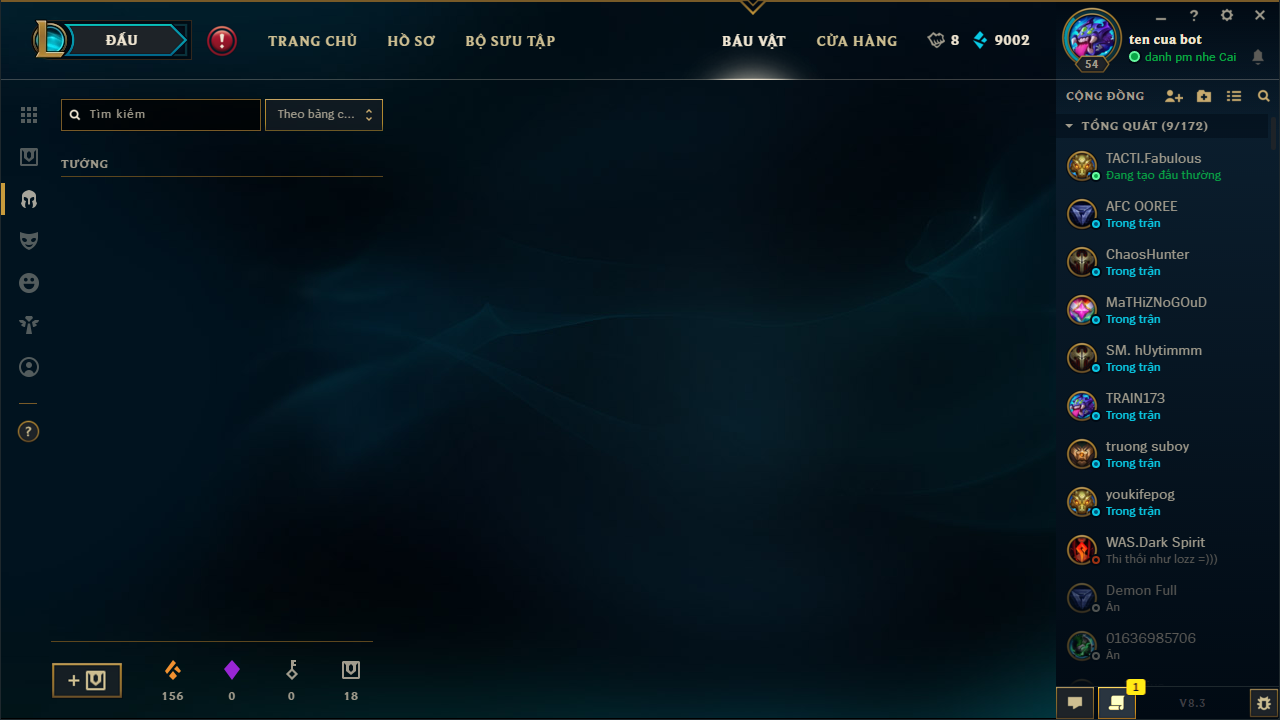 ĐẤU
TRANG CHỦ
HỒ SƠ
BỘ SƯU TẬP
BÁU VẬT
CỬA HÀNG
8
9002
54
ten cua bot
danh pm nhe Cai
Tìm kiếm
Theo bảng c...
TƯỚNG
CỘNG ĐỒNG
TỔNG QUÁT (9/172)
TACTI.Fabulous
Đang tạo đấu thường
AFC OOREE
Trong trận
ChaosHunter
Trong trận
MaTHiZNoGOuD
Trong trận
SM. hUytimmm
Trong trận
TRAIN173
Trong trận
truong suboy
Trong trận
youkifepog
Trong trận
WAS.Dark Spirit
Thi thối như lozz =)))
Demon Full
Ẩn
01636985706
Ẩn
156
0
0
18
1
V8.3